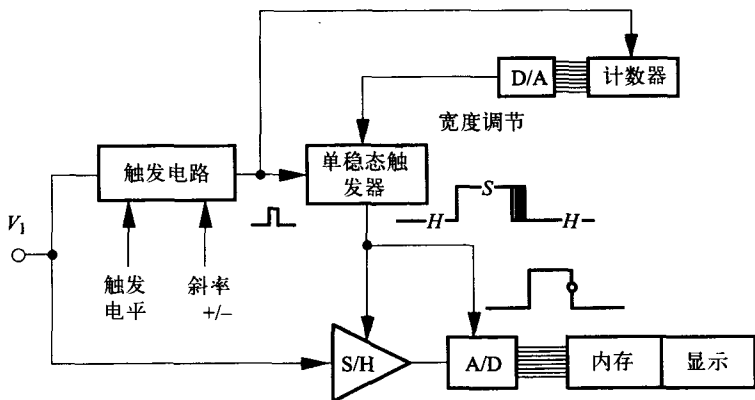 D/A
计数器
宽度调节
触发电路
单稳态触
发器
H
S
H
V₁
触发
电平
斜率
+/–
S/H
A/D
内存
显示